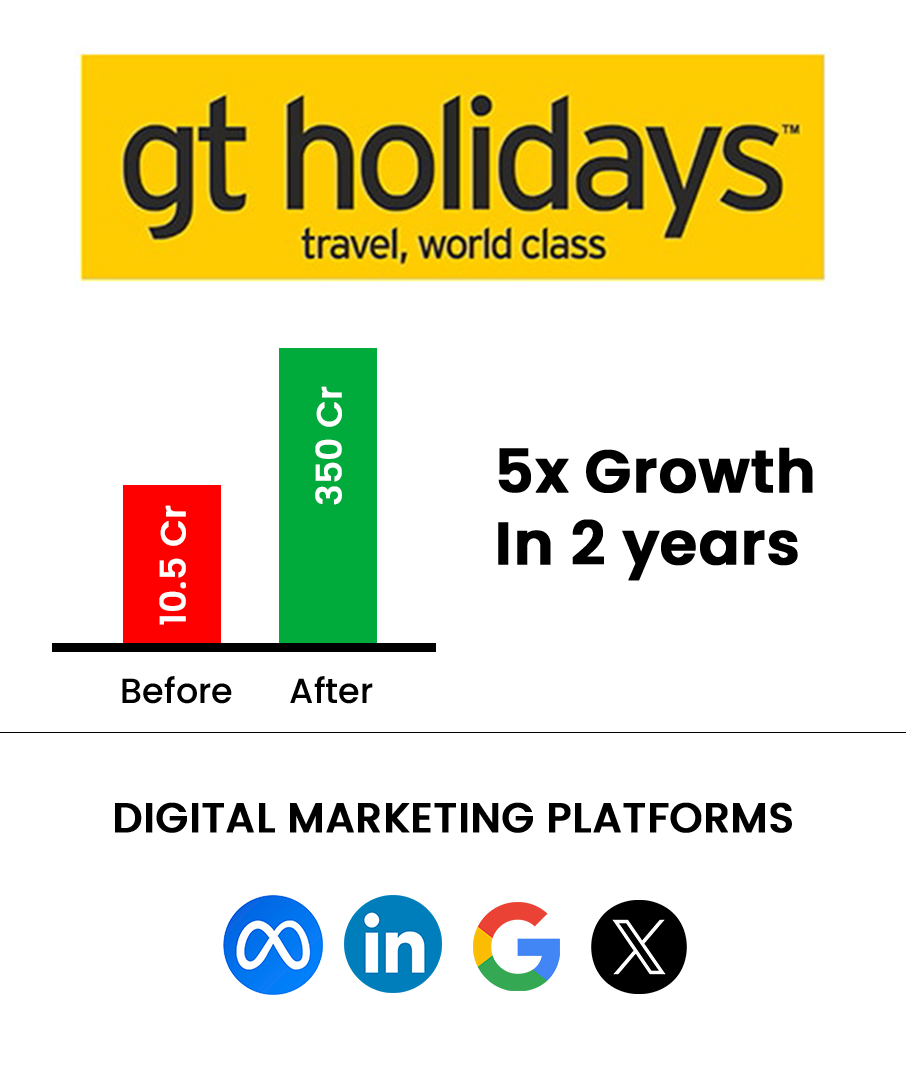 gt holidays™
travel, world class
350 Cr
10.5 Cr
5x Growth
In 2 years
Before After
DIGITAL MARKETING PLATFORMS
in G X